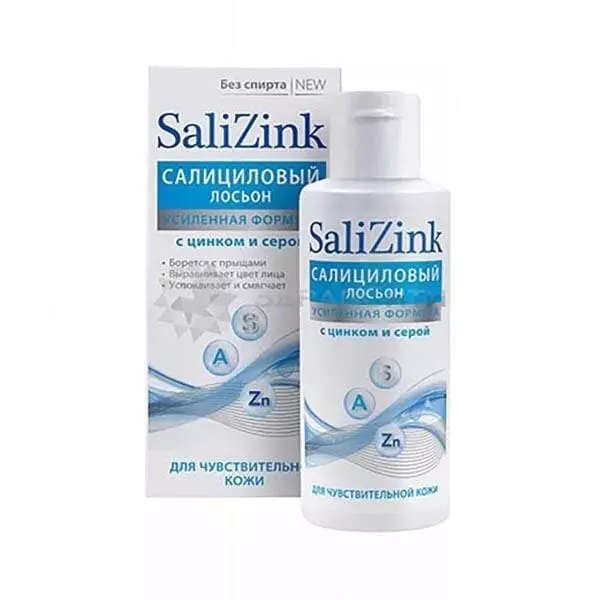 Без спирта | NEW
SaliZink
САЛИЦИЛОВЫЙ
ЛОСЬОН
УСИЛЕННАЯ ФОРМУ
с цинком и серой
• Борется с прыщами
• Выравнивает цвет лица
• Успокаивает и смягчает
S
A
Zn
ДЛЯ ЧУВСТВИТЕЛЬНОЙ
КОЖИ
SaliZink
САЛИЦИЛОВЫЙ
ЛОСЬОН
УСИЛЕННАЯ ФОРМУЛА
с цинком и серой
S
A
Zn
ДЛЯ ЧУВСТВИТЕЛЬНОЙ КОЖИ